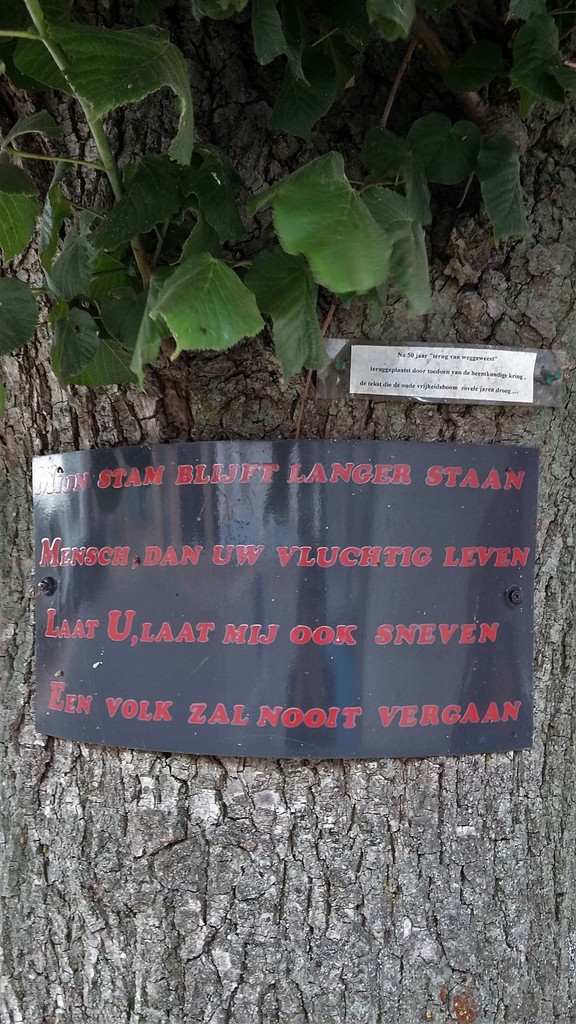 Na 50 jaar "terug van weggeweest"
teruggeplaatst door toedoen van de heemkundige kring,
de tekst die de oude vrijheidsboom zovele jaren droeg...
MIJN STAM BLIJFT LANGER STAAN
MENSCH, DAN UW VLUCHTIG LEVEN
LAAT U, LAAT MIJ OOK SNEVEN
EEN VOLK ZAL NOOIT VERGAAN